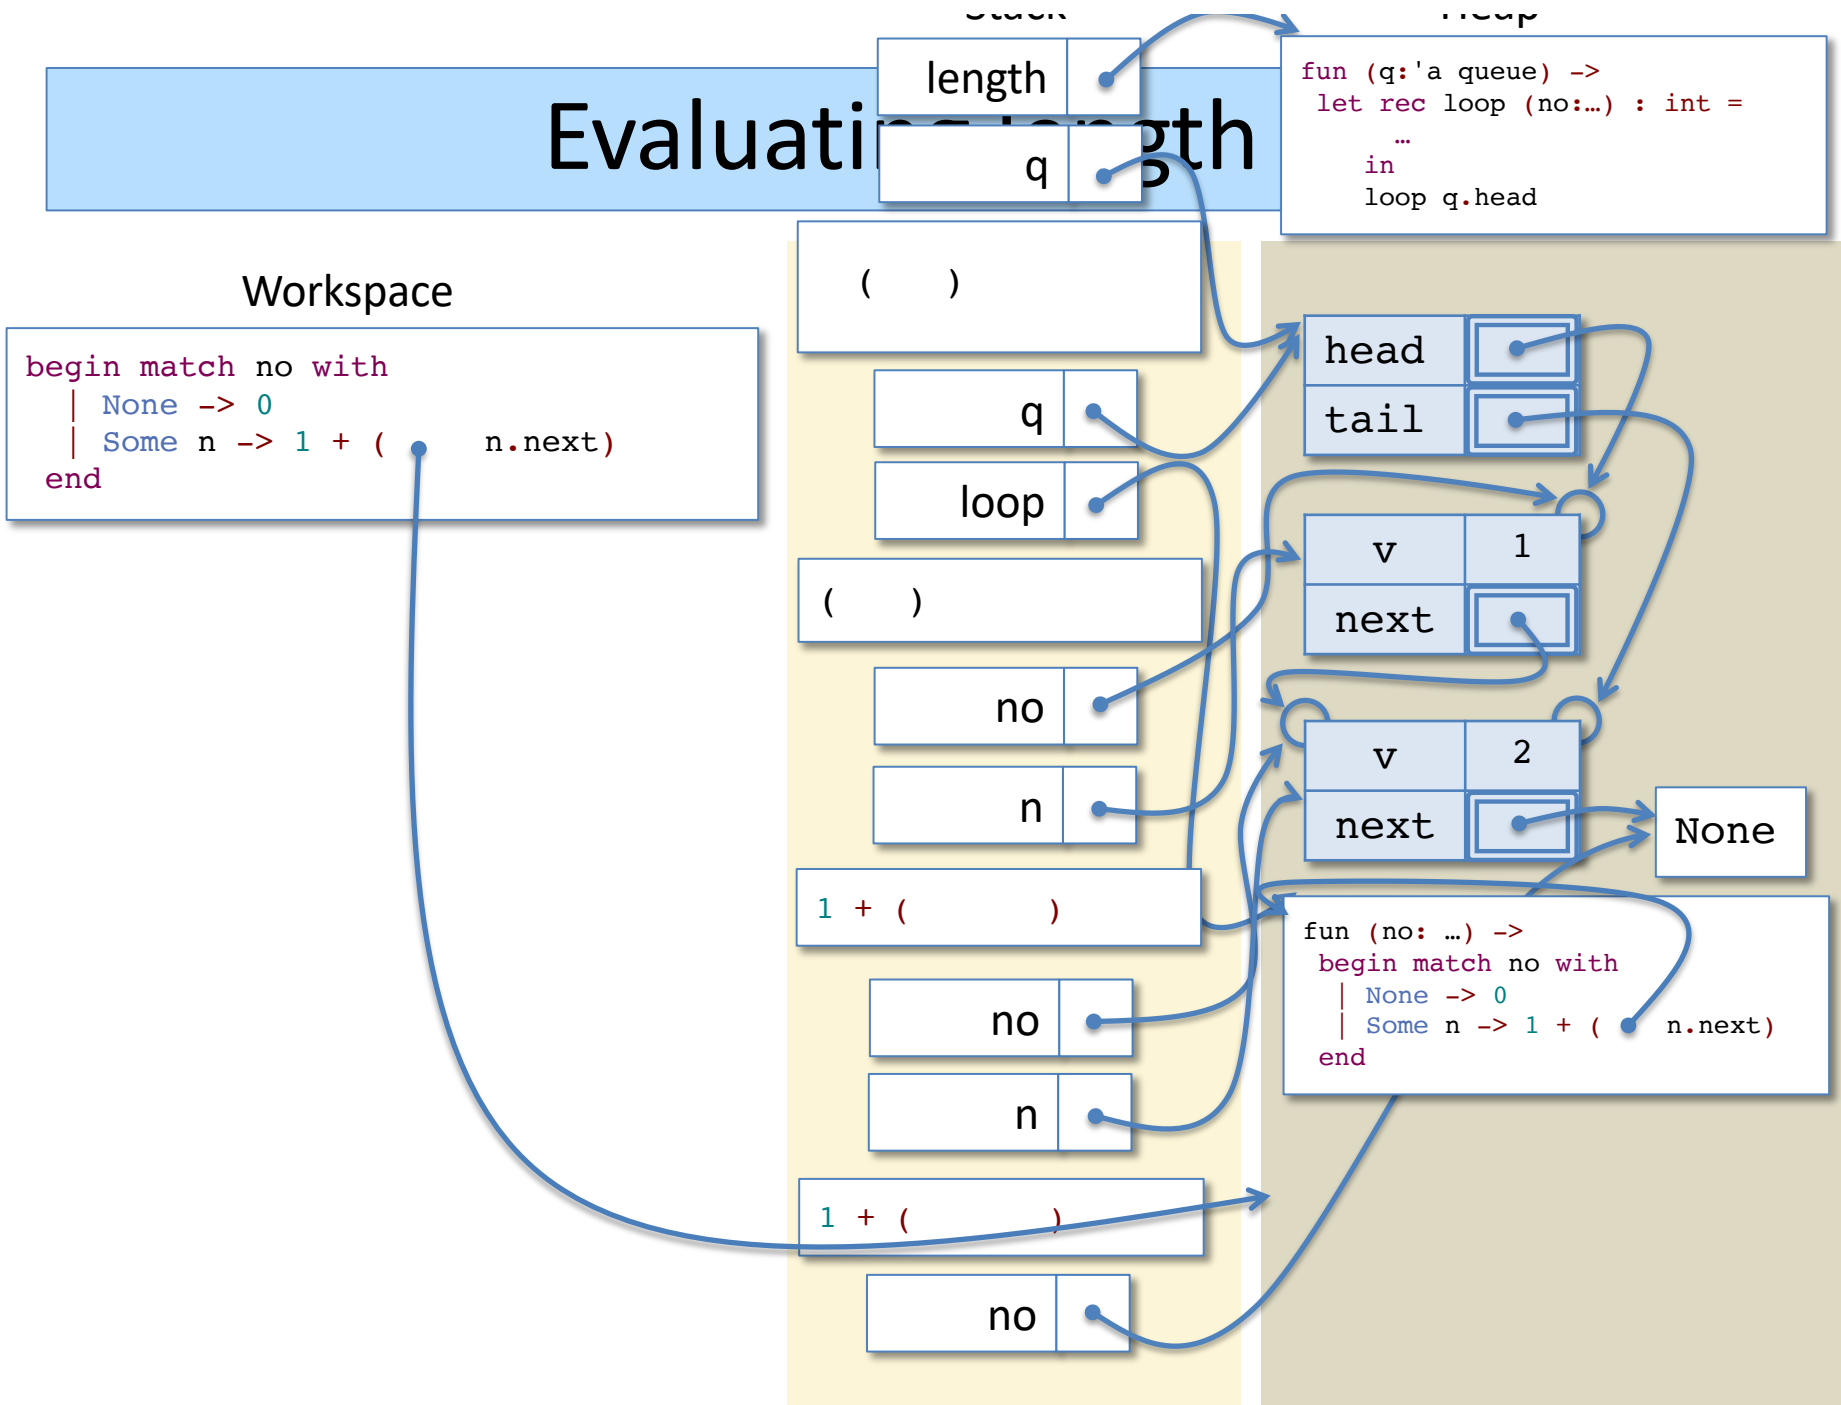 Stack
Heap
Evaluating length
length
q
fun (q:'a queue) ->
let rec loop (no:…) : int =
…
in
loop q.head
( )
Workspace
begin match no with
| None -> 0
| Some n -> 1 + ( n.next)
end
q
loop
( )
no
n
1 + ( )
no
n
1 + ( )
no
head
tail
v 1
next
v 2
next
None
fun (no: …) ->
begin match no with
| None -> 0
| Some n -> 1 + ( n.next)
end